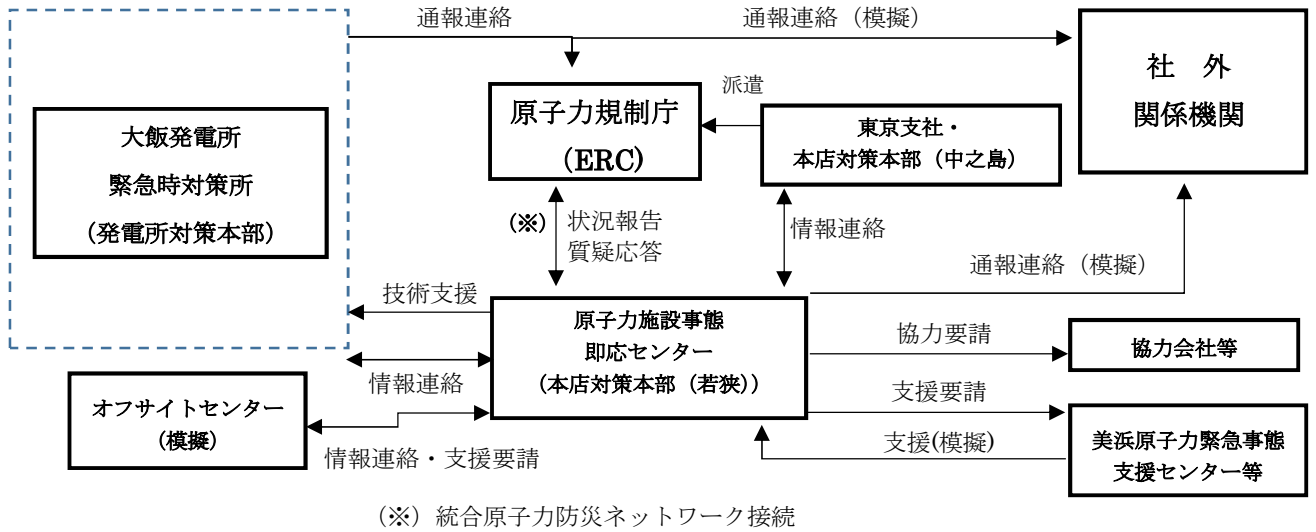 通報連絡
通報連絡（模擬）
社　外
関係機関
大飯発電所
緊急時対策所
（発電所対策本部）
原子力規制庁
(ERC)
派遣
東京支社・
本店対策本部（中之島）
（※）
状況報告
質疑応答
情報連絡
通報連絡（模擬）
技術支援
原子力施設事態
即応センター
（本店対策本部（若狭））
協力要請
協力会社等
情報連絡
オフサイトセンター
（模擬）
情報連絡・支援要請
支援要請
支援(模擬)
美浜原子力緊急事態
支援センター等
（※）統合原子力防災ネットワーク接続